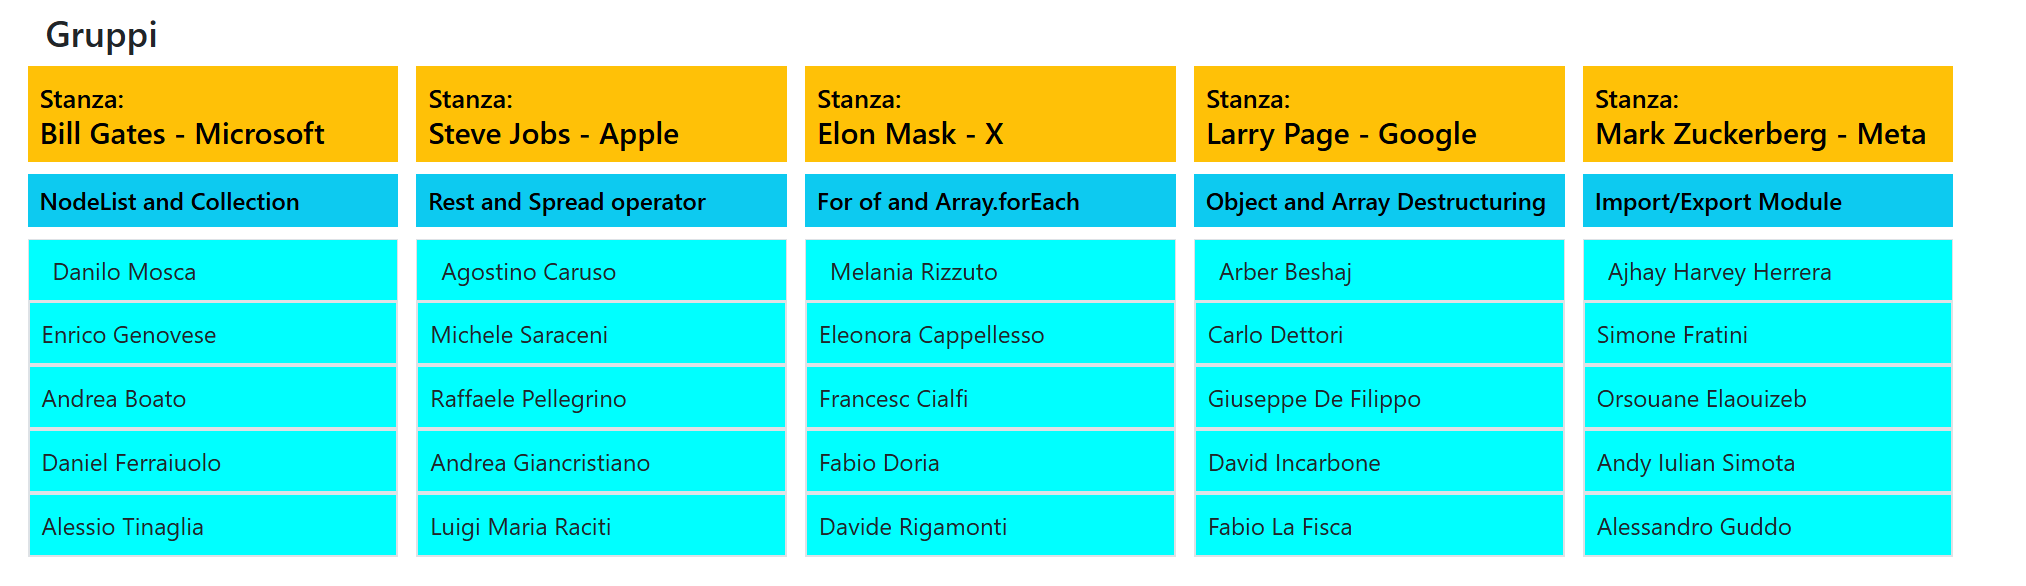 Gruppi
Stanza:
Bill Gates - Microsoft
NodeList and Collection
Danilo Mosca
Enrico Genovese
Andrea Boato
Daniel Ferraiuolo
Alessio Tinaglia
Stanza:
Steve Jobs - Apple
Rest and Spread operator
Agostino Caruso
Michele Saraceni
Raffaele Pellegrino
Andrea Giancristiano
Luigi Maria Raciti
Stanza:
Elon Mask - X
For of and Array.forEach
Melania Rizzuto
Eleonora Cappellesso
Francesc Cialfi
Fabio Doria
Davide Rigamonti
Stanza:
Larry Page - Google
Object and Array Destructuring
Arber Beshaj
Carlo Dettori
Giuseppe De Filippo
David Incarbone
Fabio La Fisca
Stanza:
Mark Zuckerberg - Meta
Import/Export Module
Ajhay Harvey Herrera
Simone Fratini
Orsouane Elaouizeb
Andy Iulian Simota
Alessandro Guddo